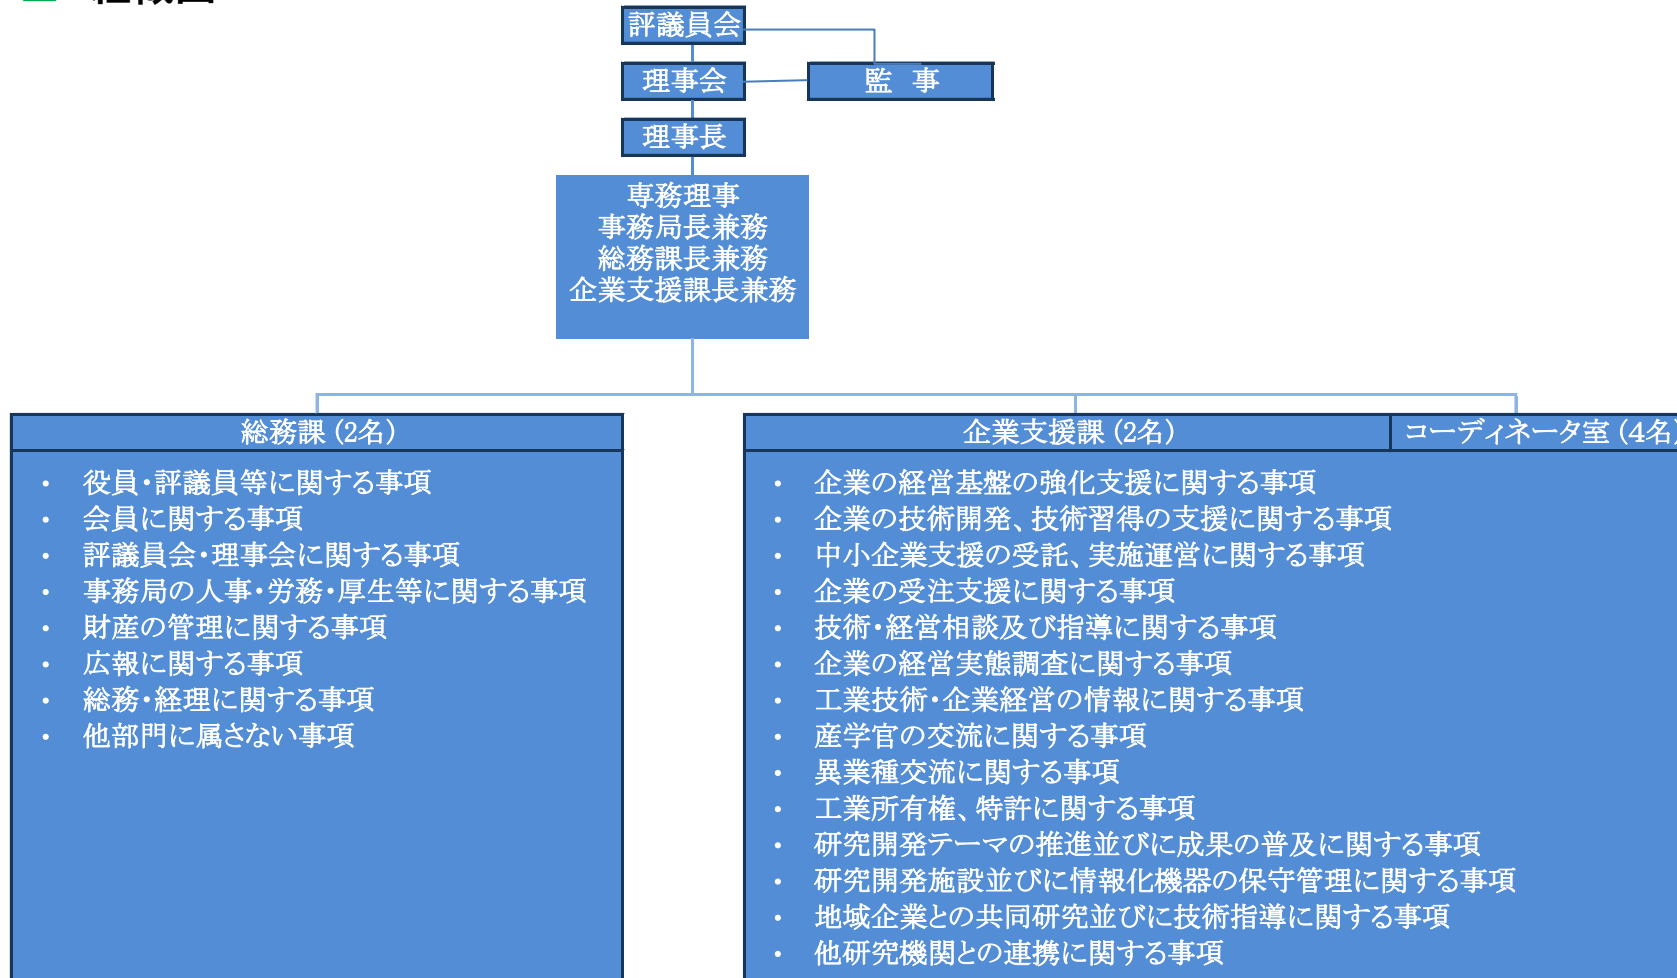 組織図
評議員会
理事会
監　事
理事長
専務理事
事務局長兼務
総務課長兼務
企業支援課長兼務
総務課（2名）
・ 役員・評議員等に関する事項
・ 会員に関する事項
・ 評議員会・理事会に関する事項
・ 事務局の人事・労務・厚生等に関する事項
・ 財産の管理に関する事項
・ 広報に関する事項
・ 総務・経理に関する事項
・ 他部門に属さない事項
企業支援課（2名）
コーディネータ室（4名）
・ 企業の経営基盤の強化支援に関する事項
・ 企業の技術開発、技術習得の支援に関する事項
・ 中小企業支援の受託、実施運営に関する事項
・ 企業の受注支援に関する事項
・ 技術・経営相談及び指導に関する事項
・ 企業の経営実態調査に関する事項
・ 工業技術・企業経営の情報に関する事項
・ 産学官の交流に関する事項
・ 異業種交流に関する事項
・ 工業所有権、特許に関する事項
・ 研究開発テーマの推進並びに成果の普及に関する事項
・ 研究開発施設並びに情報化機器の保守管理に関する事項
・ 地域企業との共同研究並びに技術指導に関する事項
・ 他研究機関との連携に関する事項